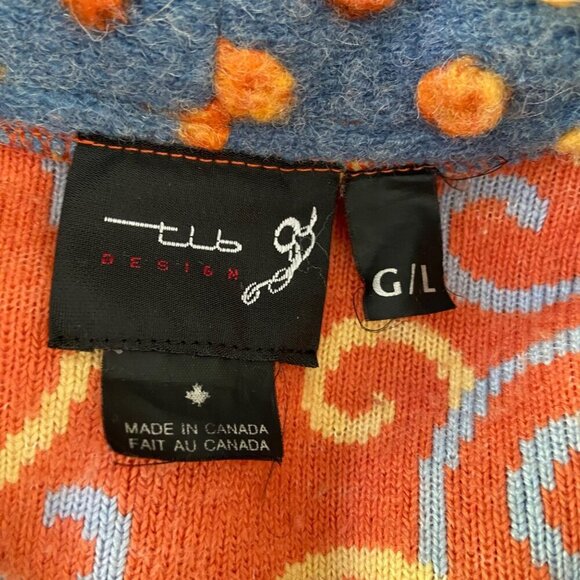 tlb
DESIGN
G/L
MADE IN CANADA
FAIT AU CANADA